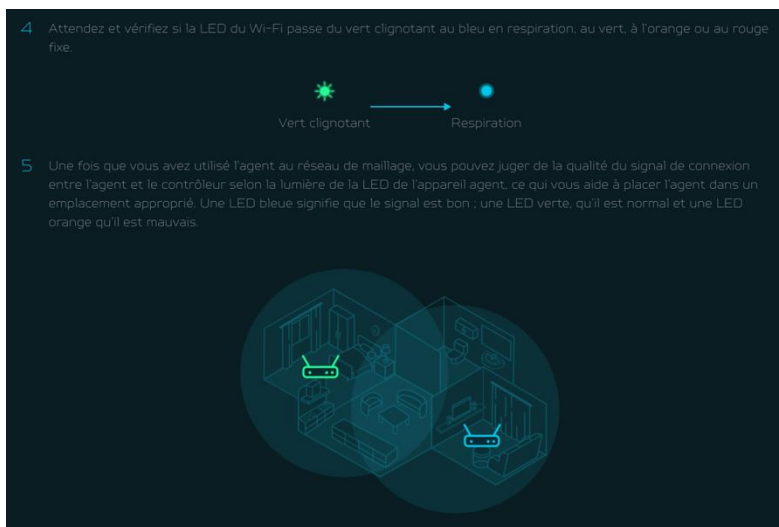 4 Attendez et vérifiez si la LED du Wi-Fi passe du vert clignotant au bleu en respiration, au vert, à l'orange ou au rouge
fixe.
Vert clignotant Respiration
5 Une fois que vous avez utilisé l'agent au réseau de maillage, vous pouvez juger de la qualité du signal de connexion
entre l'agent et le contrôleur selon la lumière de la LED de l'appareil agent, ce qui vous aide à placer l'agent dans un
emplacement approprié. Une LED bleue signifie que le signal est bon ; une LED verte, qu'il est normal et une LED
orange qu'il est mauvais.